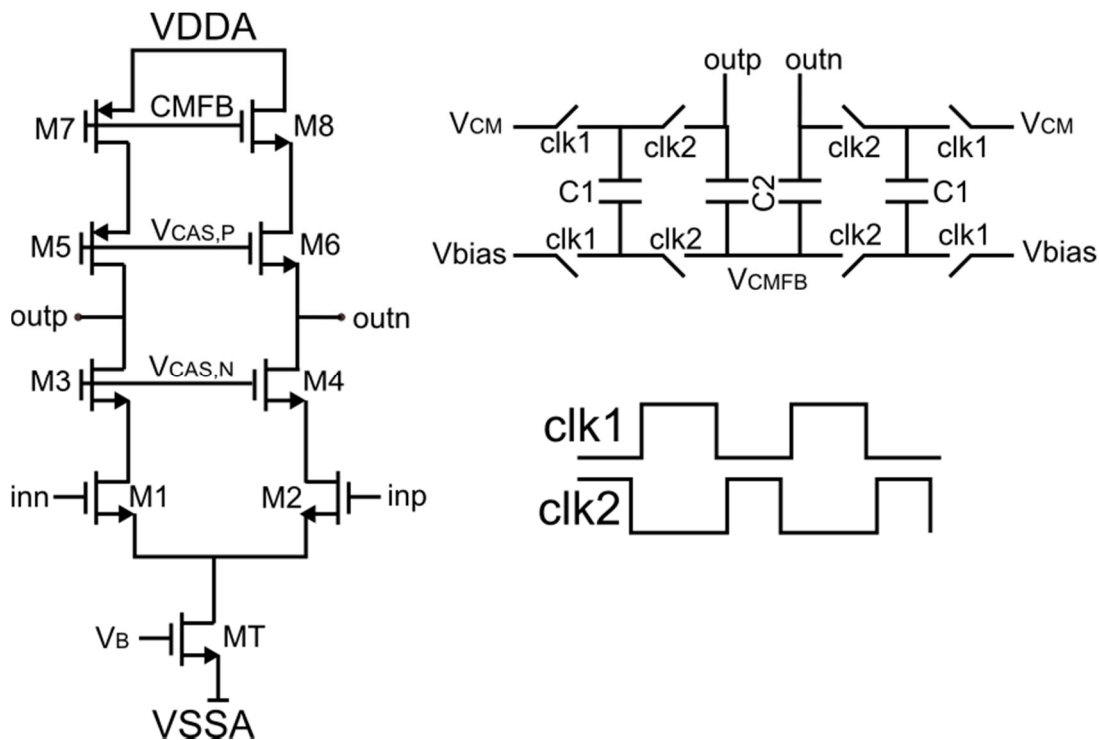 VDDA
M7 CMFB M8
M5 VCAS,P M6
outp outn
M3 VCAS,N M4
inn M1 M2 inp
VB MT
VSSA
outp outn
VCM clk1 clk2 clk2 clk1 VCM
C1 C2 C1
Vbias clk1 clk2 clk2 clk1 Vbias
VCMFB
clk1
clk2